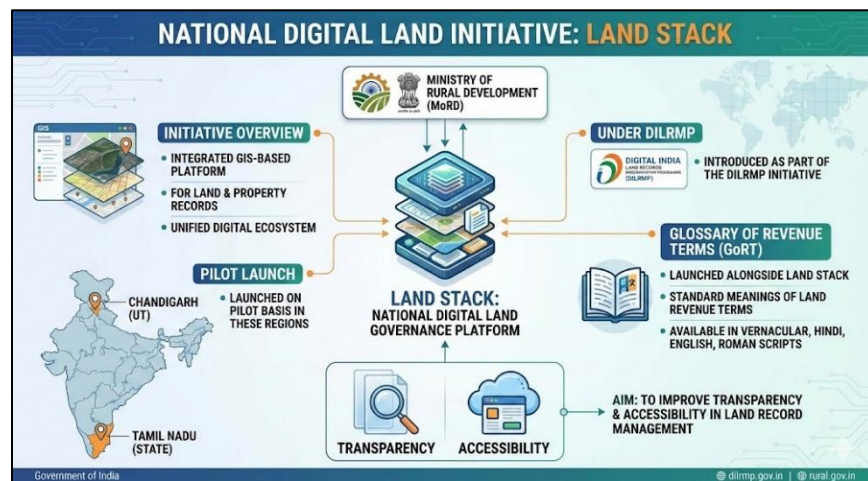 NATIONAL DIGITAL LAND INITIATIVE: LAND STACK
MINISTRY OF
RURAL DEVELOPMENT
(MoRD)
GIS
INITIATIVE OVERVIEW
• INTEGRATED GIS-BASED
PLATFORM
• FOR LAND & PROPERTY
RECORDS
• UNIFIED DIGITAL ECOSYSTEM
UNDER DILRMP
DIGITAL INDIA
LAND RECORDS
(DILRMP)
• INTRODUCED AS PART OF
THE DILRMP INITIATIVE
PILOT LAUNCH
• LAUNCHED ON
PILOT BASIS IN
THESE REGIONS
CHANDIGARH
(UT)
TAMIL NADU
(STATE)
LAND STACK:
NATIONAL DIGITAL LAND
GOVERNANCE PLATFORM
GLOSSARY OF REVENUE
TERMS (GoRT)
• LAUNCHED ALONGSIDE LAND STACK
• STANDARD MEANINGS OF LAND
REVENUE TERMS
• AVAILABLE IN VERNACULAR, HINDI,
ENGLISH, ROMAN SCRIPTS
TRANSPARENCY
ACCESSIBILITY
AIM: TO IMPROVE TRANSPARENCY
& ACCESSIBILITY IN LAND RECORD
MANAGEMENT
Government of India
dilrmp.gov.in | rural.gov.in